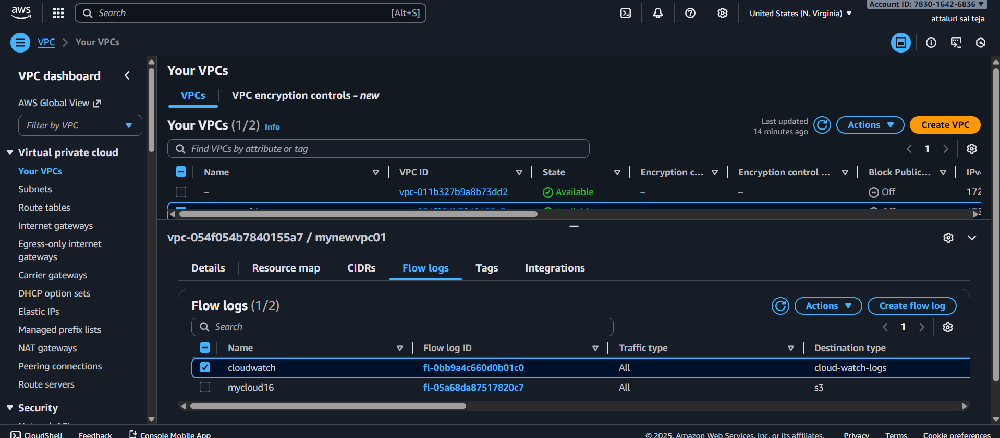 aws
Search [Alt+S]
United States (N. Virginia)
Account ID: 7830-1642-6836
attaluri sai teja
VPC
Your VPCs
VPC dashboard
AWS Global View
Filter by VPC
Virtual private cloud
Your VPCs
Subnets
Route tables
Internet gateways
Egress-only internet
gateways
Carrier gateways
DHCP option sets
Elastic IPs
Managed prefix lists
NAT gateways
Peering connections
Route servers
Security
Your VPCs
VPCs
VPC encryption controls - new
Your VPCs (1/2) Info
Last updated
14 minutes ago
Actions
Create VPC
Find VPCs by attribute or tag
1
Name VPC ID State Encryption c... Encryption control ... Block Public...
– vpc-011b327b9a8b73dd2 Available – – Off 172
vpc-054f054b7840155a7 / mynewvpc01
Details Resource map CIDRs Flow logs Tags Integrations
Flow logs (1/2)
Actions
Create flow log
Search
1
Name Flow log ID Traffic type Destination type
cloudwatch fl-0bb9a4c660d0b01c0 All cloud-watch-logs
mycloud16 fl-05a68da87517820c7 All s3
CloudShell Feedback Console Mobile App
© 2025, Amazon Web Services, Inc. or its affiliates. Privacy Terms Cookie preferences